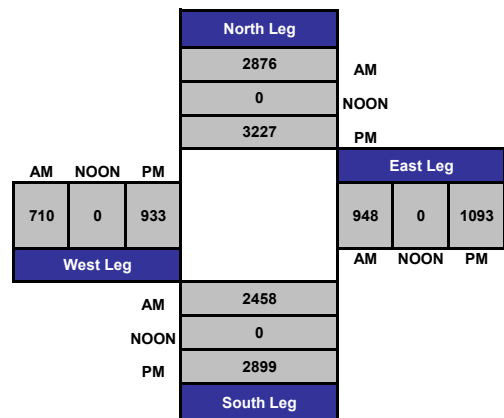 North Leg
2876 AM
0 NOON
3227 PM
AM NOON PM
East Leg
710 0 933
948 0 1093
West Leg
AM NOON PM
AM 2458
NOON 0
PM 2899
South Leg